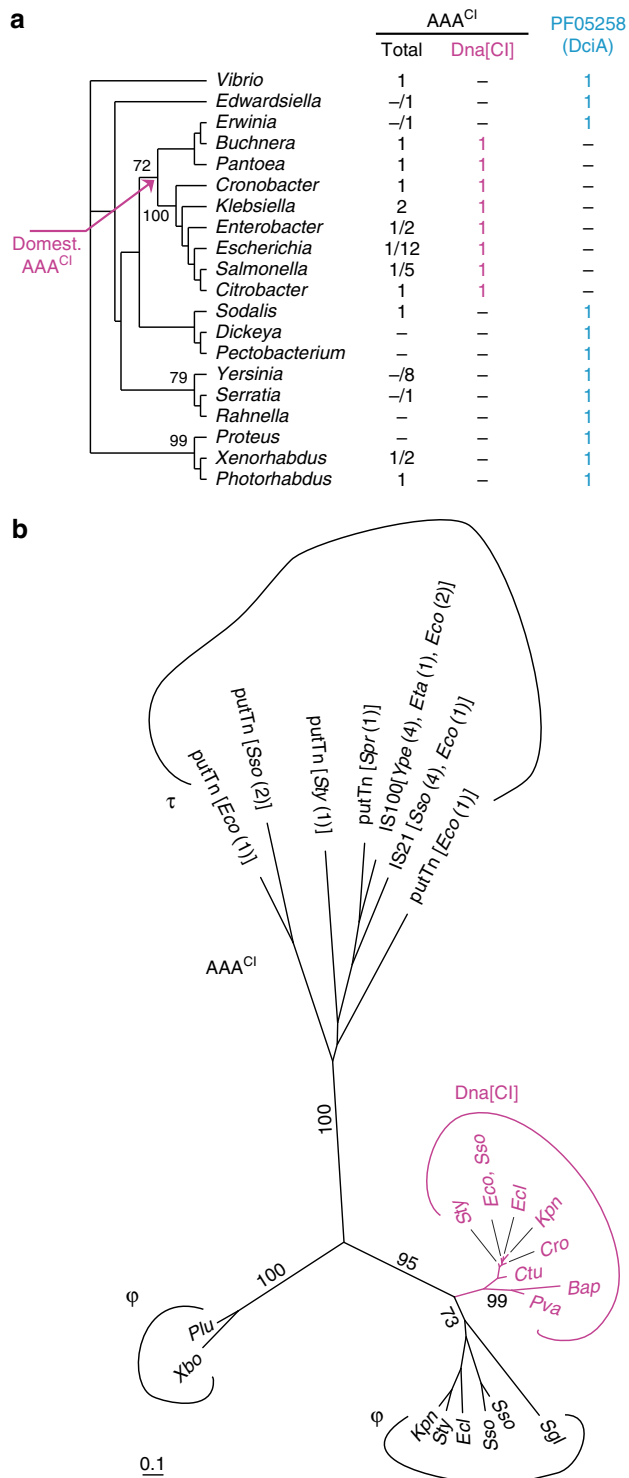 a
AAA^CI
PF05258
(DciA)
Total Dna[CI]
Vibrio 1 – 1
Edwardsiella –/1 – 1
Erwinia –/1 – 1
Buchnera 1 1 –
72
Pantoea 1 1 –
Cronobacter 1 1 –
Klebsiella 2 1 –
100
Enterobacter 1/2 1 –
Domest.
AAA^CI
Escherichia 1/12 1 –
Salmonella 1/5 1 –
Citrobacter 1 1 –
Sodalis 1 – 1
Dickeya – – 1
Pectobacterium – – 1
79
Yersinia –/8 – 1
Serratia –/1 – 1
Rahnella – – 1
99
Proteus – – 1
Xenorhabdus 1/2 – 1
Photorhabdus 1 – 1
b
τ
putTn [Eco (1)]
putTn [Sso (2)]
putTn [Sty (1)]
putTn [Spr (1)]
IS100[Ype (4), Eta (1), Eco (2)]
IS21 [Sso (4), Eco (1)]
putTn [Eco (1)]
AAA^CI
100
Dna[CI]
Sty
Eco, Sso
Ecl
Kpn
Cro
Ctu
Bap
Pva
99
95
100
φ
Plu
Xbo
73
φ
Kpn
Sty
Ecl
Sso
Sso
Sgl
0.1